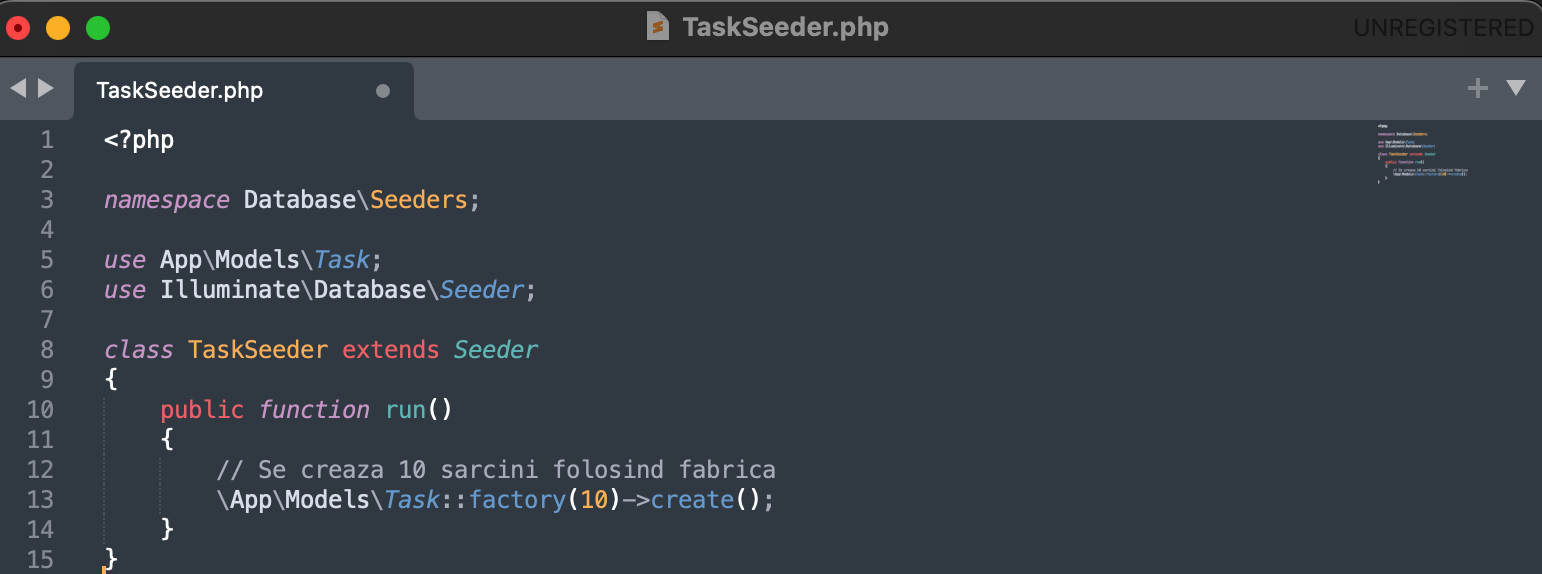 TaskSeeder.php
UNREGISTERED
TaskSeeder.php
1 <?php
2
3 namespace Database\Seeders;
4
5 use App\Models\Task;
6 use Illuminate\Database\Seeder;
7
8 class TaskSeeder extends Seeder
9 {
10     public function run()
11     {
12         // Se creaza 10 sarcini folosind fabrica
13         \App\Models\Task::factory(10)->create();
14     }
15 }